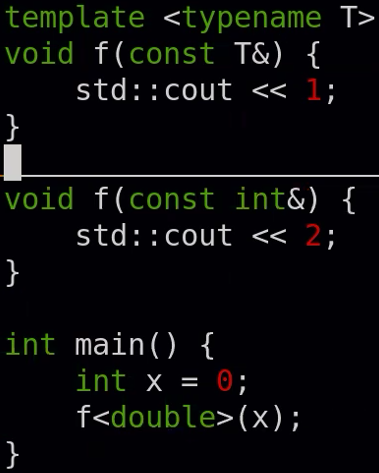 template <typename T>
void f(const T&) {
    std::cout << 1;
}
void f(const int&) {
    std::cout << 2;
}
int main() {
    int x = 0;
    f<double>(x);
}